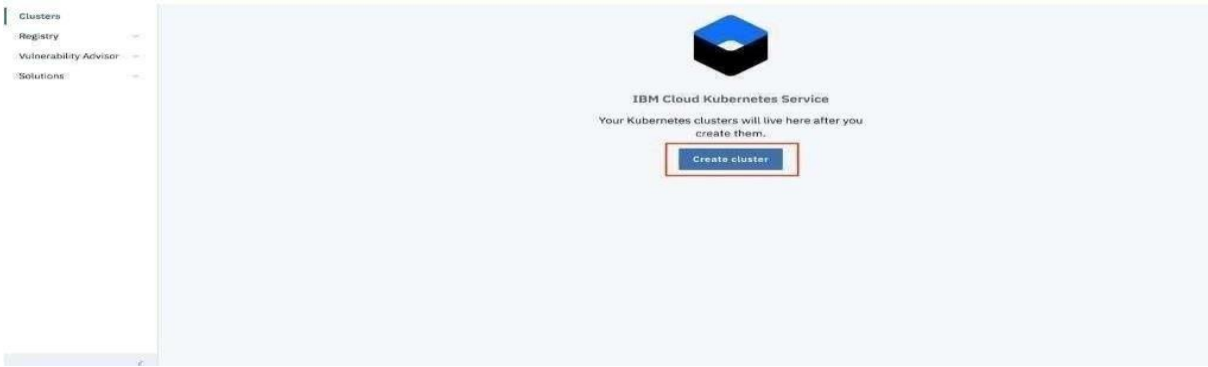 Clusters
Registry
Vulnerability Advisor
Solutions
IBM Cloud Kubernetes Service
Your Kubernetes clusters will live here after you
create them.
Create cluster